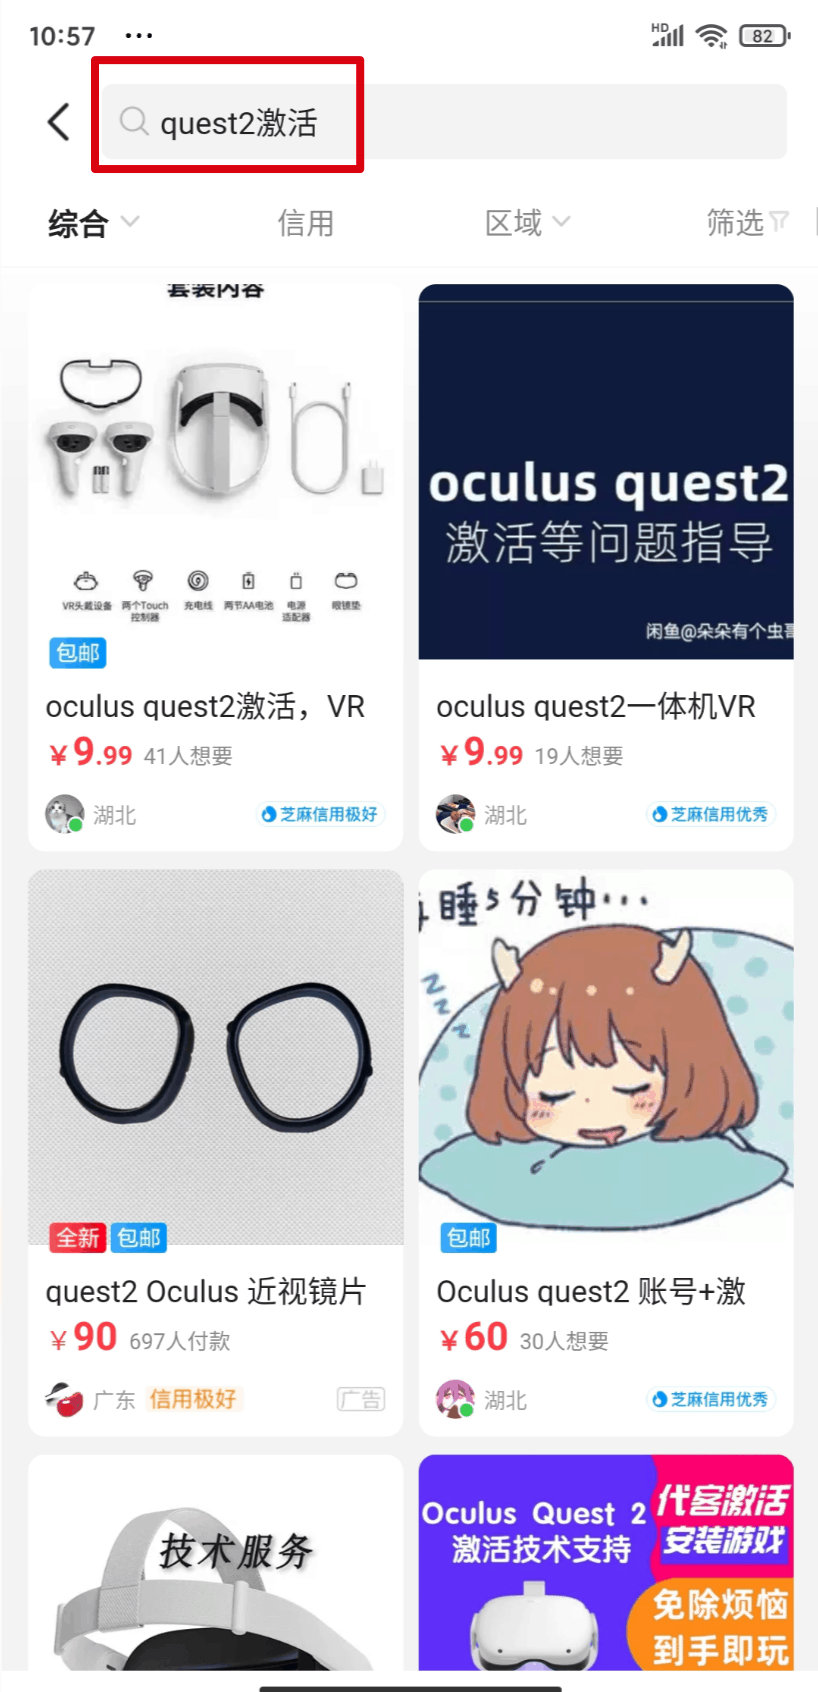 10:57 ...
HD 82
quest2激活
综合 信用 区域 筛选
套装内容
VR头戴设备 两个Touch控制器 充电线 两节AA电池 电源适配器 眼镜垫
包邮
oculus quest2激活，VR
¥9.99 41人想要
湖北 芝麻信用极好
oculus quest2
激活等问题指导
闲鱼@朵朵有个虫哥
oculus quest2一体机VR
¥9.99 19人想要
湖北 芝麻信用优秀
全新 包邮
quest2 Oculus 近视镜片
¥90 697人付款
广东 信用极好 广告
睡5分钟...
zzz
包邮
Oculus quest2 账号+激
¥60 30人想要
湖北 芝麻信用优秀
技术服务
Oculus Quest 2
激活技术支持
代客激活
安装游戏
免除烦恼
到手即玩